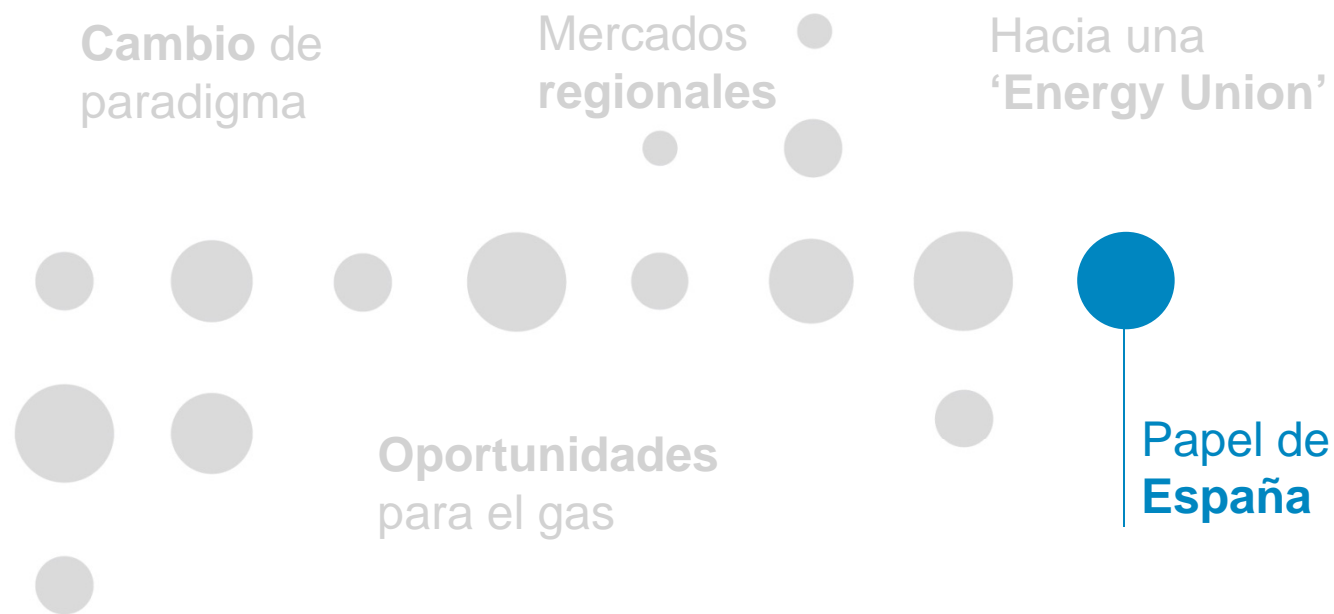 Cambio de
paradigma
Mercados
regionales
Hacia una
‘Energy Union’
Oportunidades
para el gas
Papel de
España